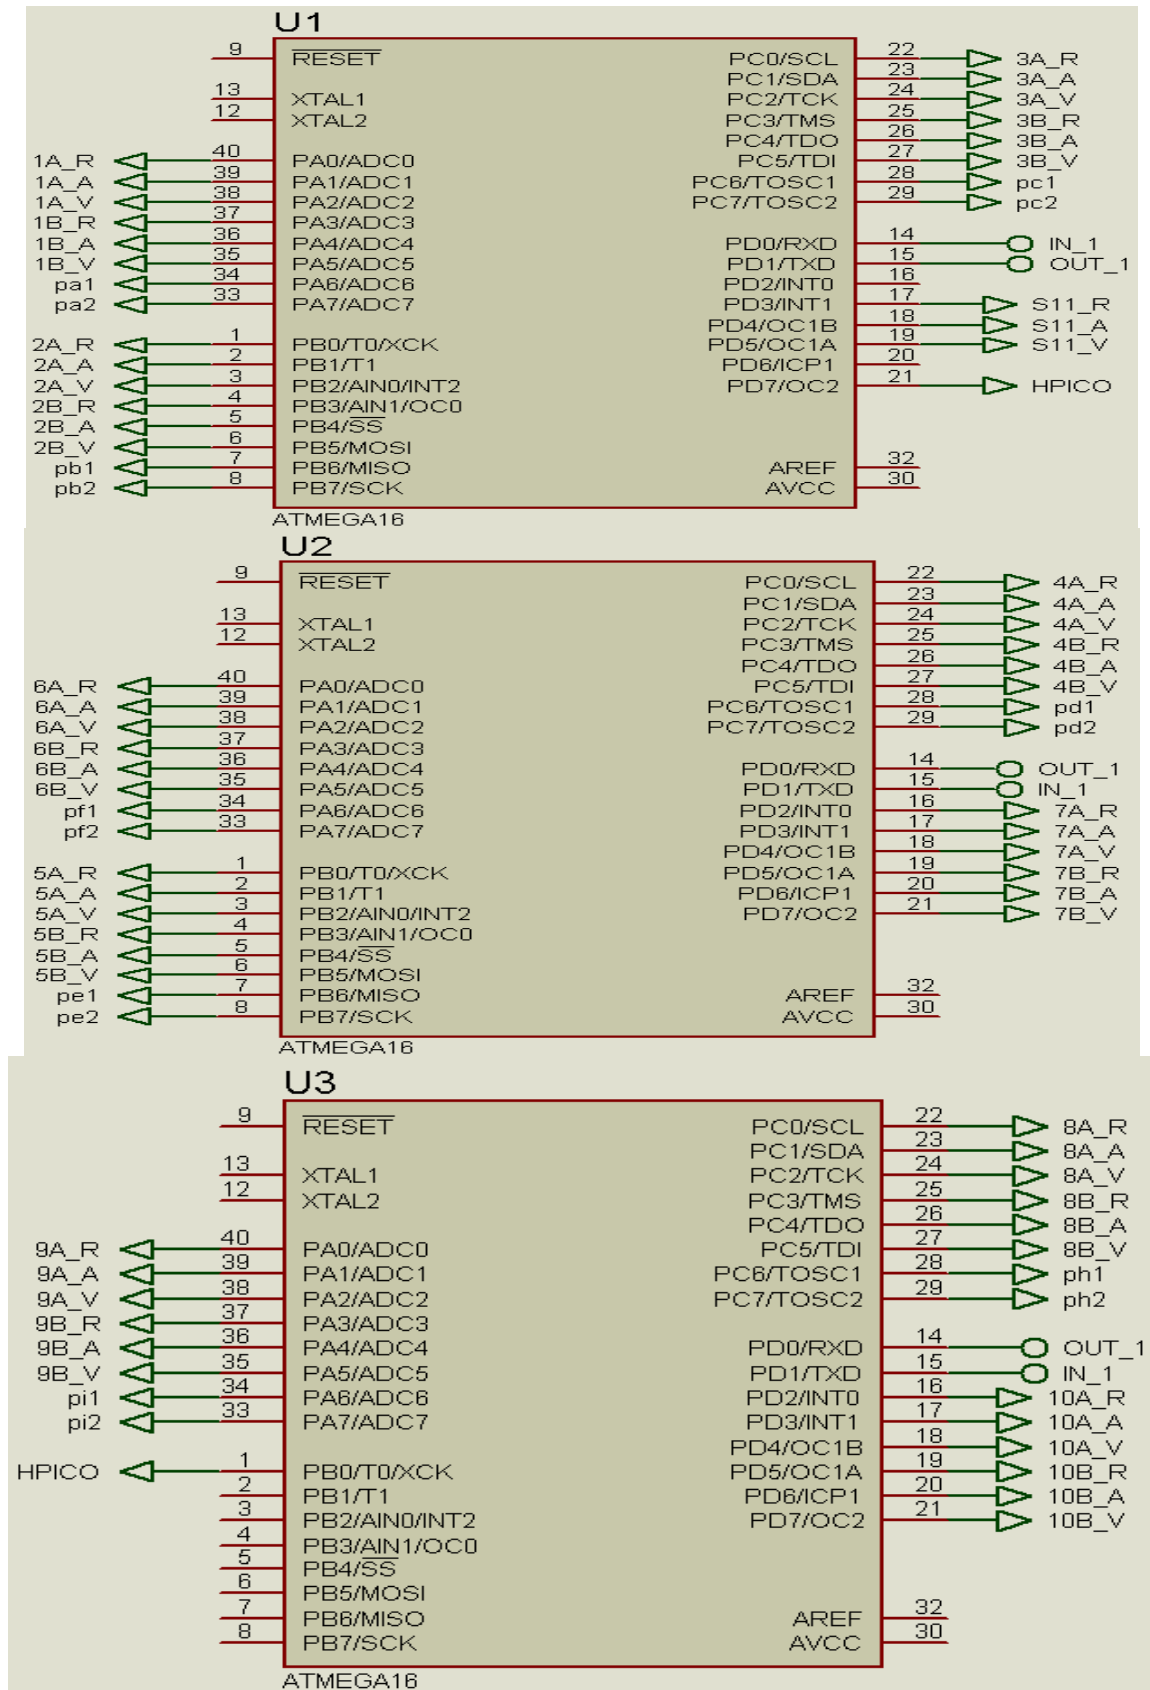 U1
9 RESET PC0/SCL 22 3A_R
PC1/SDA 23 3A_A
13 XTAL1 PC2/TCK 24 3A_V
12 XTAL2 PC3/TMS 25 3B_R
PC4/TDO 26 3B_A
1A_R 40 PA0/ADC0 PC5/TDI 27 3B_V
1A_A 39 PA1/ADC1 PC6/TOSC1 28 pc1
1A_V 38 PA2/ADC2 PC7/TOSC2 29 pc2
1B_R 37 PA3/ADC3
1B_A 36 PA4/ADC4 PD0/RXD 14 IN_1
1B_V 35 PA5/ADC5 PD1/TXD 15 OUT_1
pa1 34 PA6/ADC6 PD2/INT0 16
pa2 33 PA7/ADC7 PD3/INT1 17 S11_R
PD4/OC1B 18 S11_A
2A_R 1 PB0/T0/XCK PD5/OC1A 19 S11_V
2A_A 2 PB1/T1 PD6/ICP1 20
2A_V 3 PB2/AIN0/INT2 PD7/OC2 21 HPICO
2B_R 4 PB3/AIN1/OC0
2B_A 5 PB4/SS
2B_V 6 PB5/MOSI
pb1 7 PB6/MISO AREF 32
pb2 8 PB7/SCK AVCC 30
ATMEGA16
U2
9 RESET PC0/SCL 22 4A_R
PC1/SDA 23 4A_A
13 XTAL1 PC2/TCK 24 4A_V
12 XTAL2 PC3/TMS 25 4B_R
PC4/TDO 26 4B_A
6A_R 40 PA0/ADC0 PC5/TDI 27 4B_V
6A_A 39 PA1/ADC1 PC6/TOSC1 28 pd1
6A_V 38 PA2/ADC2 PC7/TOSC2 29 pd2
6B_R 37 PA3/ADC3
6B_A 36 PA4/ADC4 PD0/RXD 14 OUT_1
6B_V 35 PA5/ADC5 PD1/TXD 15 IN_1
pf1 34 PA6/ADC6 PD2/INT0 16 7A_R
pf2 33 PA7/ADC7 PD3/INT1 17 7A_A
PD4/OC1B 18 7A_V
5A_R 1 PB0/T0/XCK PD5/OC1A 19 7B_R
5A_A 2 PB1/T1 PD6/ICP1 20 7B_A
5A_V 3 PB2/AIN0/INT2 PD7/OC2 21 7B_V
5B_R 4 PB3/AIN1/OC0
5B_A 5 PB4/SS
5B_V 6 PB5/MOSI
pe1 7 PB6/MISO AREF 32
pe2 8 PB7/SCK AVCC 30
ATMEGA16
U3
9 RESET PC0/SCL 22 8A_R
PC1/SDA 23 8A_A
13 XTAL1 PC2/TCK 24 8A_V
12 XTAL2 PC3/TMS 25 8B_R
PC4/TDO 26 8B_A
9A_R 40 PA0/ADC0 PC5/TDI 27 8B_V
9A_A 39 PA1/ADC1 PC6/TOSC1 28 ph1
9A_V 38 PA2/ADC2 PC7/TOSC2 29 ph2
9B_R 37 PA3/ADC3
9B_A 36 PA4/ADC4 PD0/RXD 14 OUT_1
9B_V 35 PA5/ADC5 PD1/TXD 15 IN_1
pi1 34 PA6/ADC6 PD2/INT0 16 10A_R
pi2 33 PA7/ADC7 PD3/INT1 17 10A_A
PD4/OC1B 18 10A_V
HPICO 1 PB0/T0/XCK PD5/OC1A 19 10B_R
2 PB1/T1 PD6/ICP1 20 10B_A
3 PB2/AIN0/INT2 PD7/OC2 21 10B_V
4 PB3/AIN1/OC0
5 PB4/SS
6 PB5/MOSI
7 PB6/MISO AREF 32
8 PB7/SCK AVCC 30
ATMEGA16